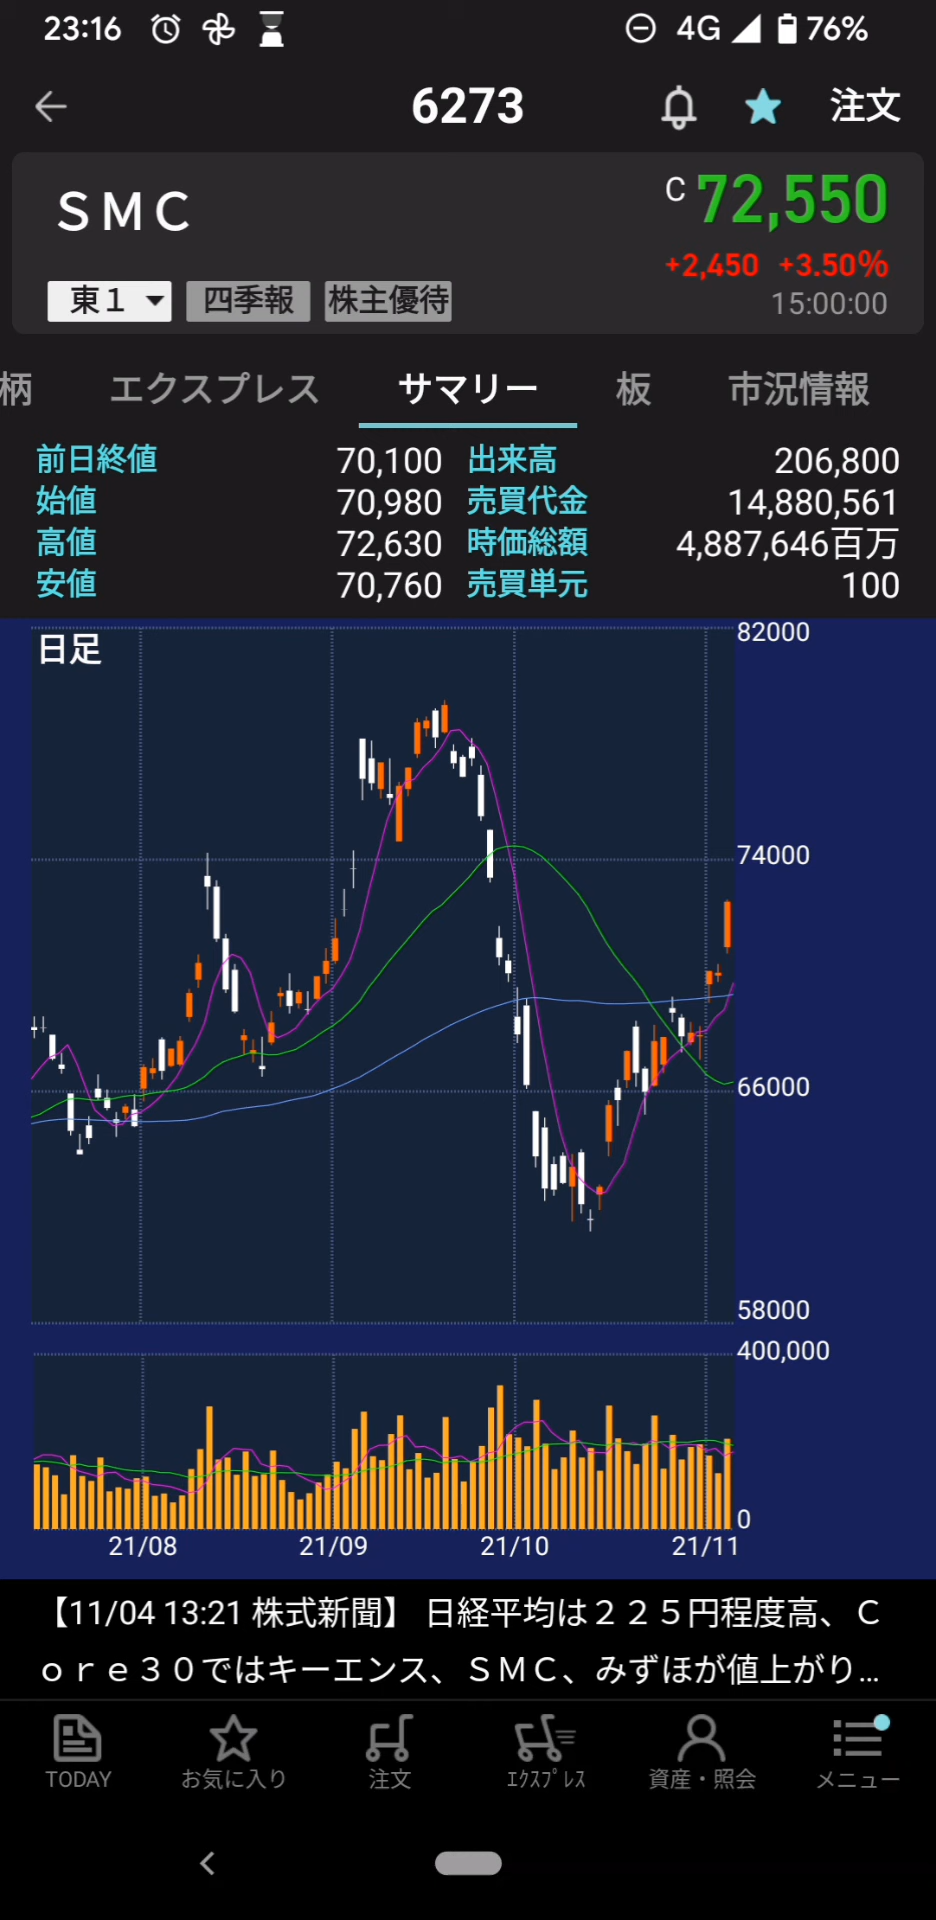 23:16 4G 76%
6273 注文
ＳＭＣ C 72,550
+2,450 +3.50%
東１ 四季報 株主優待 15:00:00
柄 エクスプレス サマリー 板 市況情報
前日終値 70,100 出来高 206,800
始値 70,980 売買代金 14,880,561
高値 72,630 時価総額 4,887,646百万
安値 70,760 売買単元 100
日足 82000
74000
66000
58000
400,000
0
21/08 21/09 21/10 21/11
【11/04 13:21 株式新聞】 日経平均は２２５円程度高、Ｃ
ｏｒｅ３０ではキーエンス、ＳＭＣ、みずほが値上がり...
TODAY お気に入り 注文 ｴｸｽﾌﾟﾚｽ 資産・照会 メニュー